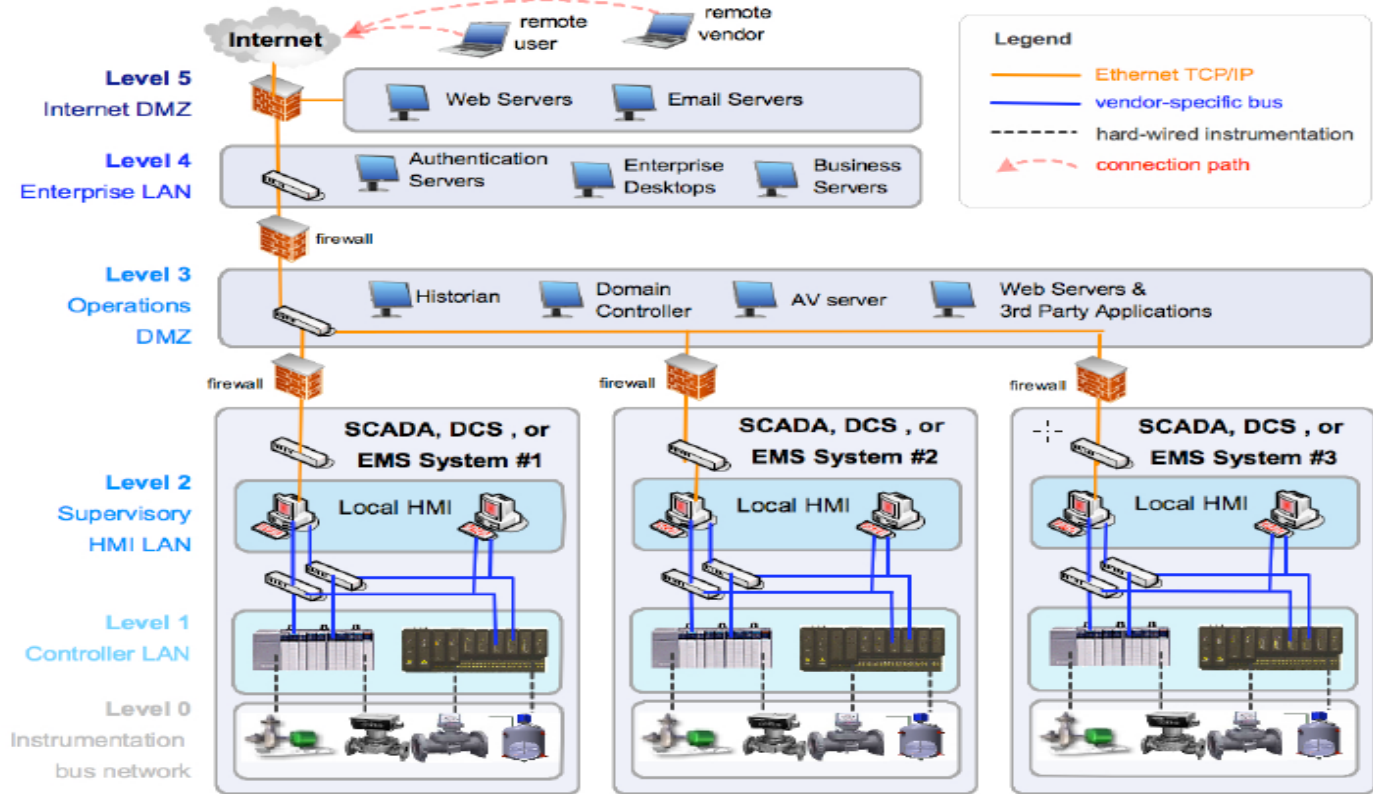 Internet
remote
user
remote
vendor
Legend
Ethernet TCP/IP
vendor-specific bus
hard-wired instrumentation
connection path
Level 5
Internet DMZ
Web Servers
Email Servers
Level 4
Enterprise LAN
Authentication
Servers
Enterprise
Desktops
Business
Servers
firewall
Level 3
Operations
DMZ
Historian
Domain
Controller
AV server
Web Servers &
3rd Party Applications
firewall
firewall
firewall
SCADA, DCS , or
EMS System #1
SCADA, DCS , or
EMS System #2
SCADA, DCS , or
EMS System #3
Level 2
Supervisory
HMI LAN
Local HMI
Local HMI
Local HMI
Level 1
Controller LAN
Level 0
Instrumentation
bus network